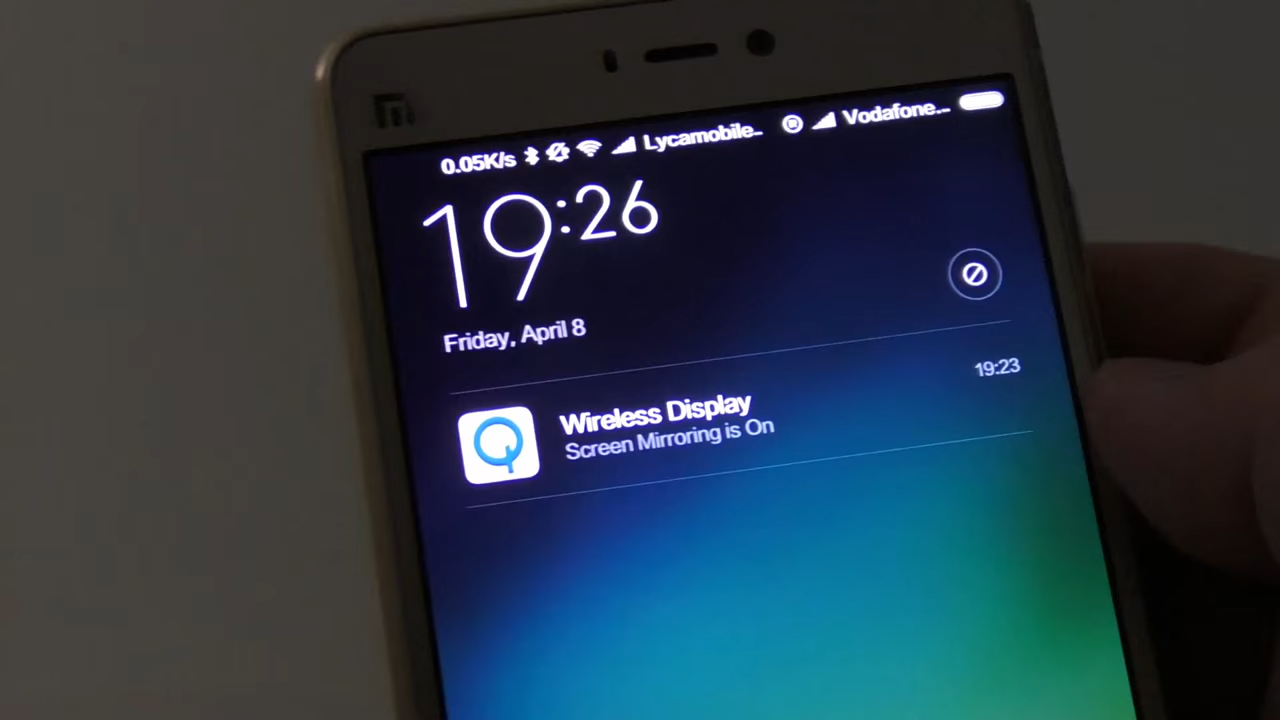 0.05K/s Lycamobile... Vodafone...
19:26
Friday, April 8
19:23
Wireless Display
Screen Mirroring is On